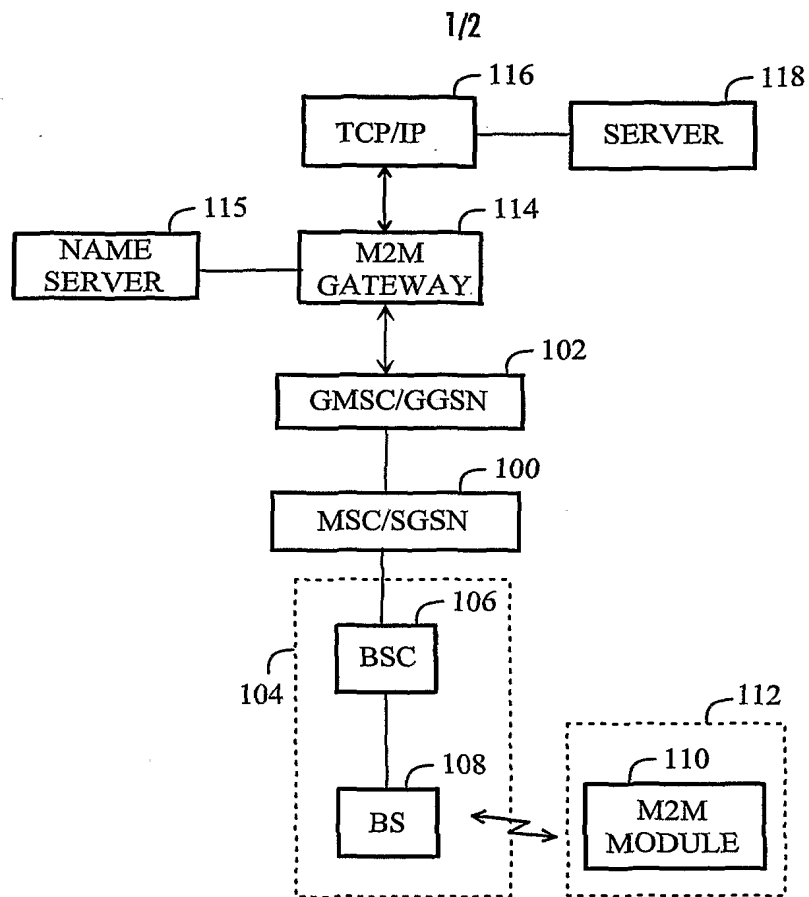 1/2
116
118
TCP/IP
SERVER
115
114
NAME
SERVER
M2M
GATEWAY
102
GMSC/GGSN
100
MSC/SGSN
106
BSC
104
112
108
110
BS
M2M
MODULE